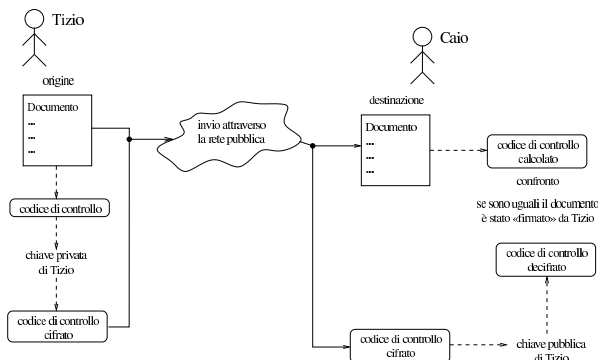 Tizio
origine
Documento
...
...
...
codice di controllo
chiave privata
di Tizio
codice di controllo
cifrato
invio attraverso
la rete pubblica
Caio
destinazione
Documento
...
...
...
codice di controllo
calcolato
confronto
se sono uguali il documento
è stato «firmato» da Tizio
codice di controllo
decifrato
codice di controllo
cifrato
chiave pubblica
di Tizio